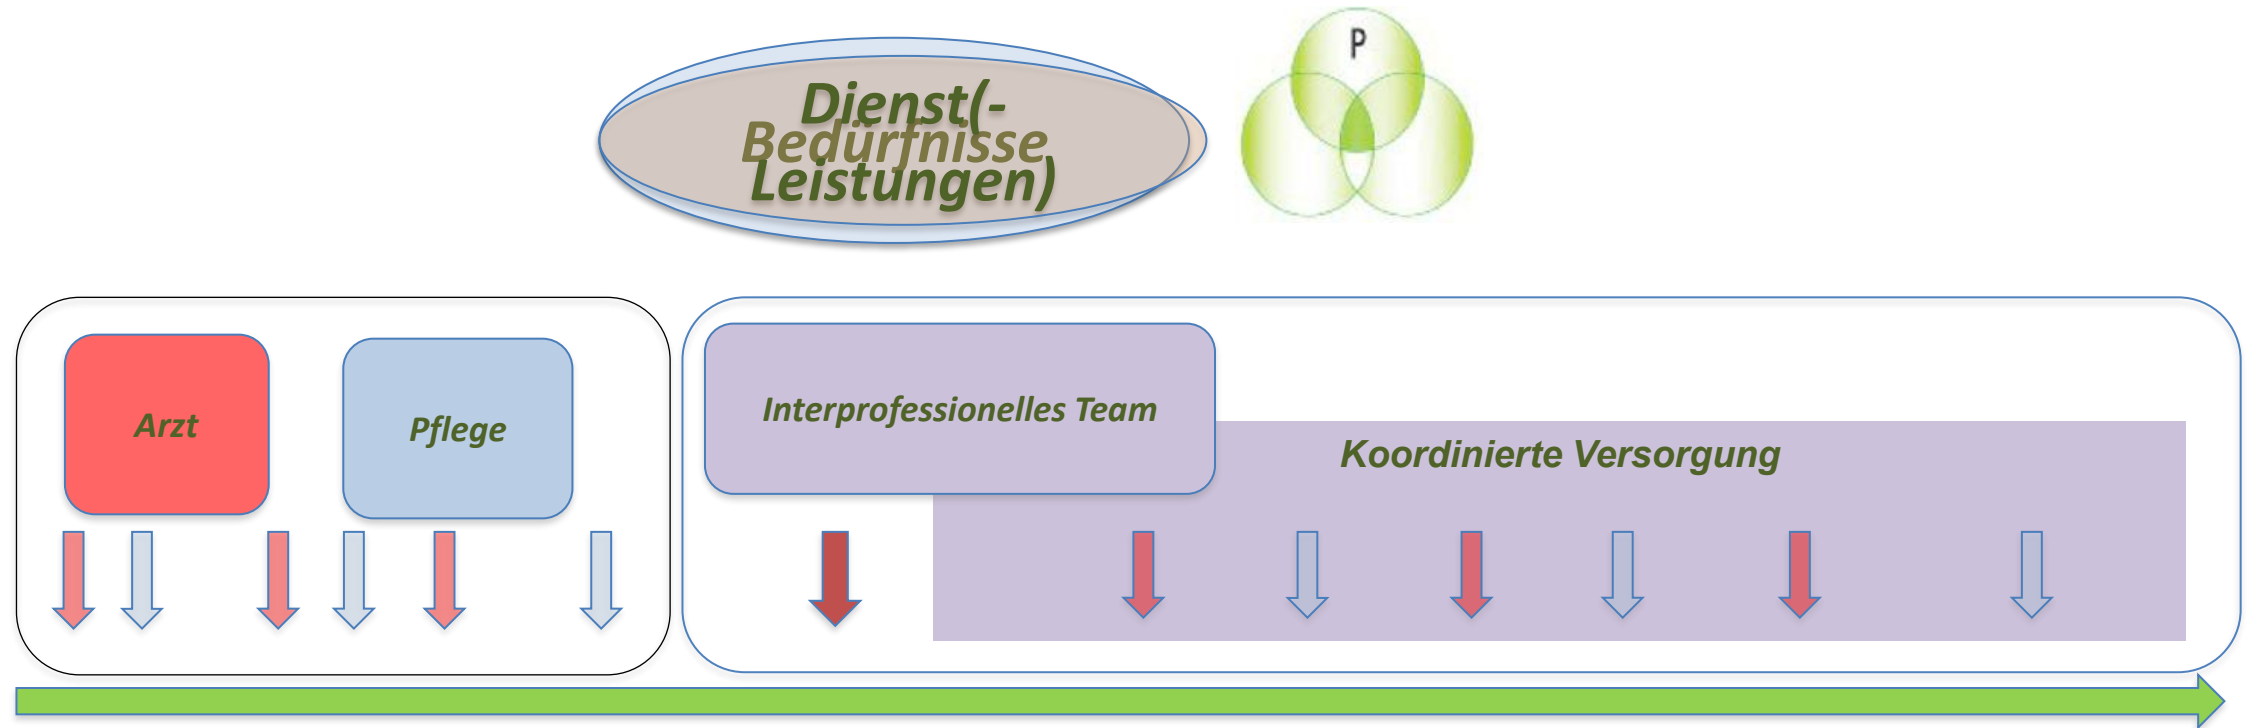 P
Dienst(-
Bedürfnisse
Leistungen)
Arzt
Pflege
Interprofessionelles Team
Koordinierte Versorgung